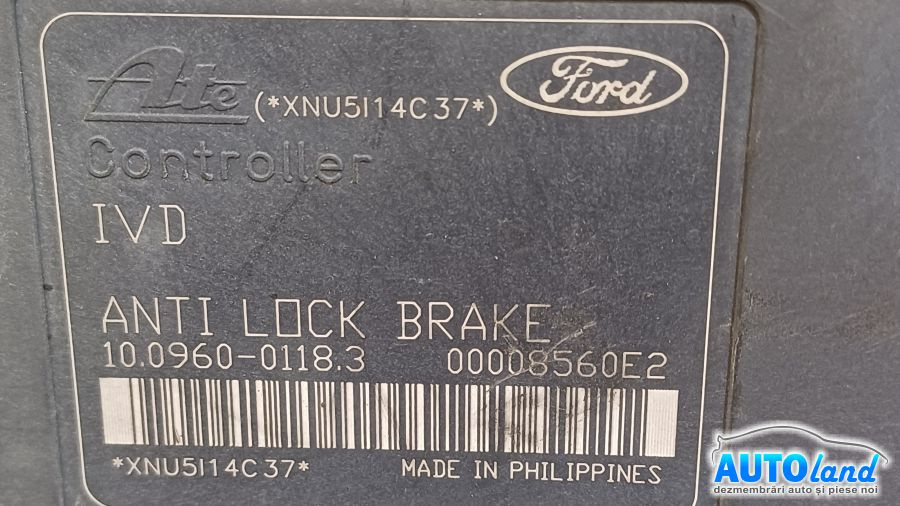 Ate (*XNU5I14C37*) Ford
Controller
IVD
ANTI LOCK BRAKE
10.0960-0118.3 00008560E2
*XNU5I14C37* MADE IN PHILIPPINES
AUTOland
dezmembrări auto și piese noi